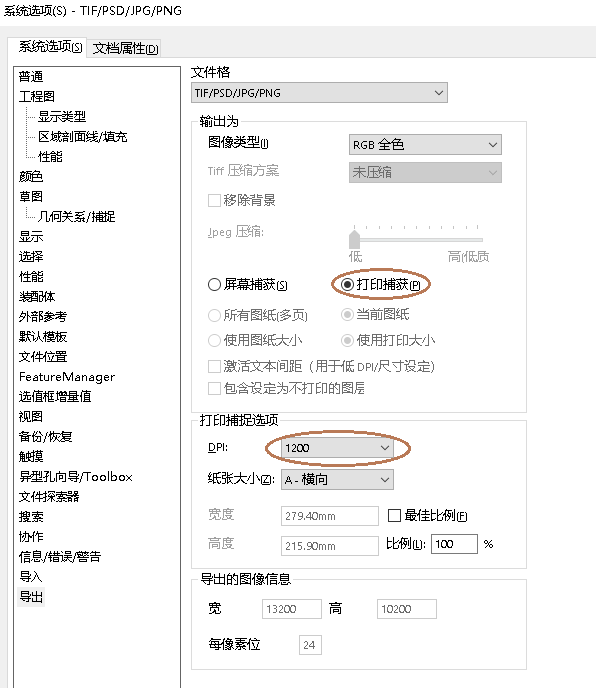 系统选项(S) - TIF/PSD/JPG/PNG
系统选项(S) 文档属性(D)
普通
工程图
显示类型
区域剖面线/填充
性能
颜色
草图
几何关系/捕捉
显示
选择
性能
装配体
外部参考
默认模板
文件位置
FeatureManager
选值框增量值
视图
备份/恢复
触摸
异型孔向导/Toolbox
文件探索器
搜索
协作
信息/错误/警告
导入
导出
文件格
TIF/PSD/JPG/PNG
输出为
图像类型(I) RGB 全色
Tiff 压缩方案 未压缩
移除背景
Jpeg 压缩:
低 高(低质
屏幕捕获(S) 打印捕获(P)
所有图纸(多页) 当前图纸
使用图纸大小 使用打印大小
激活文本间距（用于低 DPI/尺寸设定）
包含设定为不打印的图层
打印捕捉选项
DPI: 1200
纸张大小(Z): A - 横向
宽度 279.40mm 最佳比例(F)
高度 215.90mm 比例(L): 100 %
导出的图像信息
宽 13200 高 10200
每像素位 24